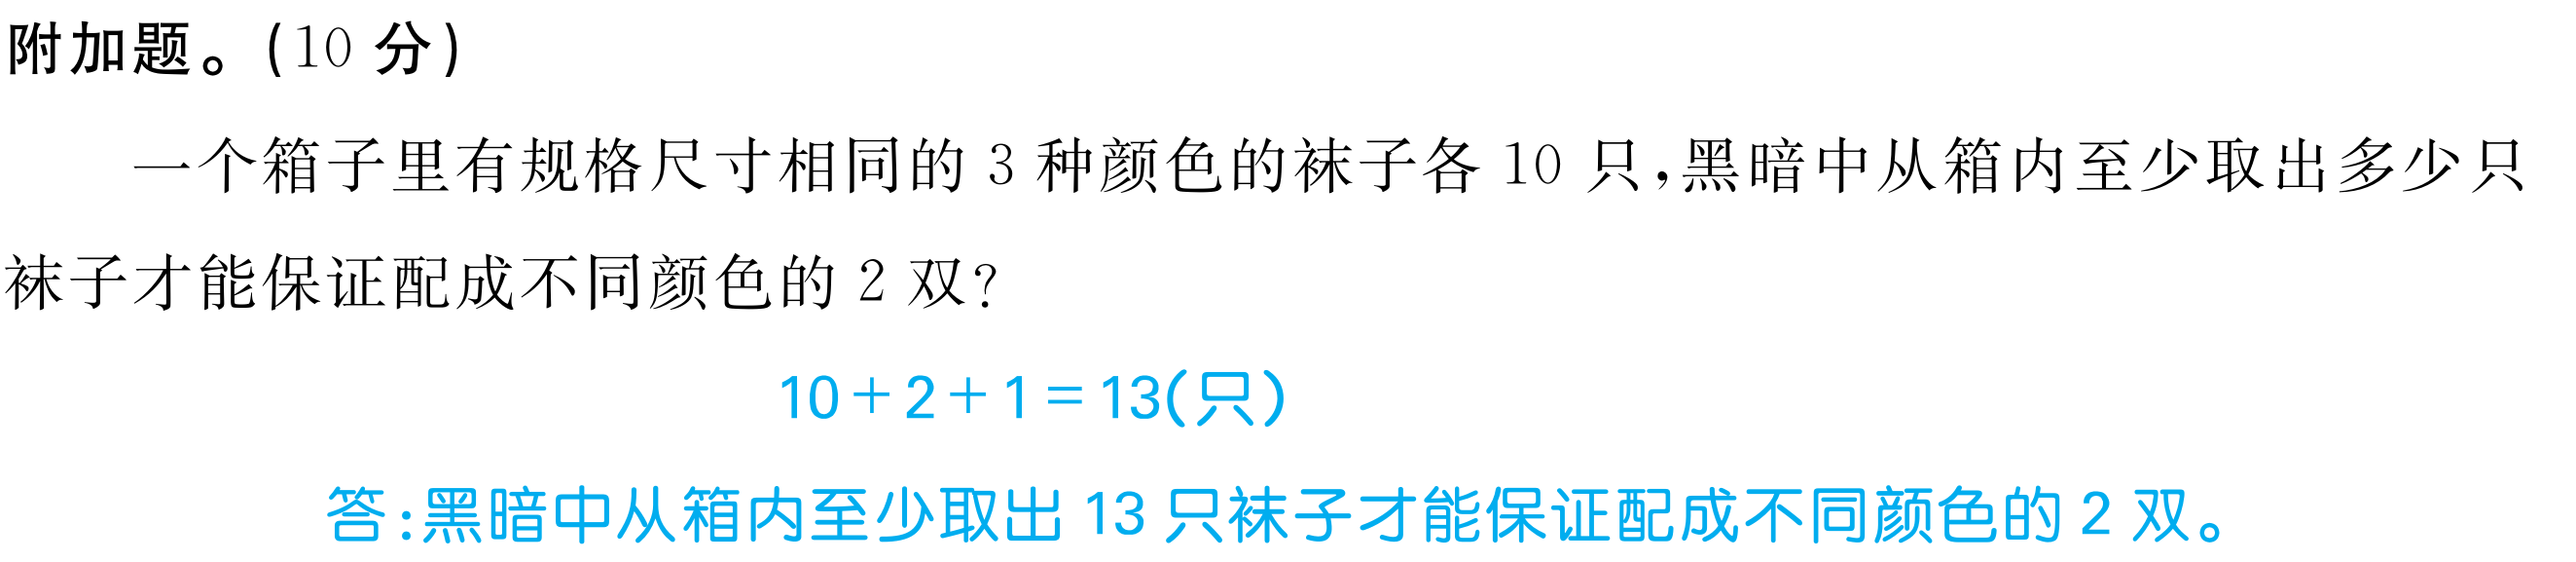 附加题。(10 分)
一个箱子里有规格尺寸相同的 3 种颜色的袜子各 10 只,黑暗中从箱内至少取出多少只
袜子才能保证配成不同颜色的 2 双?
10+2+1=13(只)
答:黑暗中从箱内至少取出 13 只袜子才能保证配成不同颜色的 2 双。